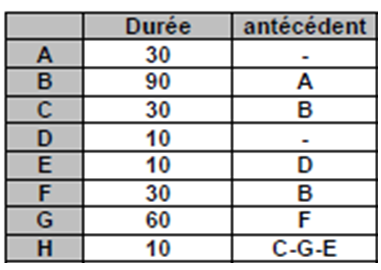 Durée antécédent
A 30 -
B 90 A
C 30 B
D 10 -
E 10 D
F 30 B
G 60 F
H 10 C-G-E